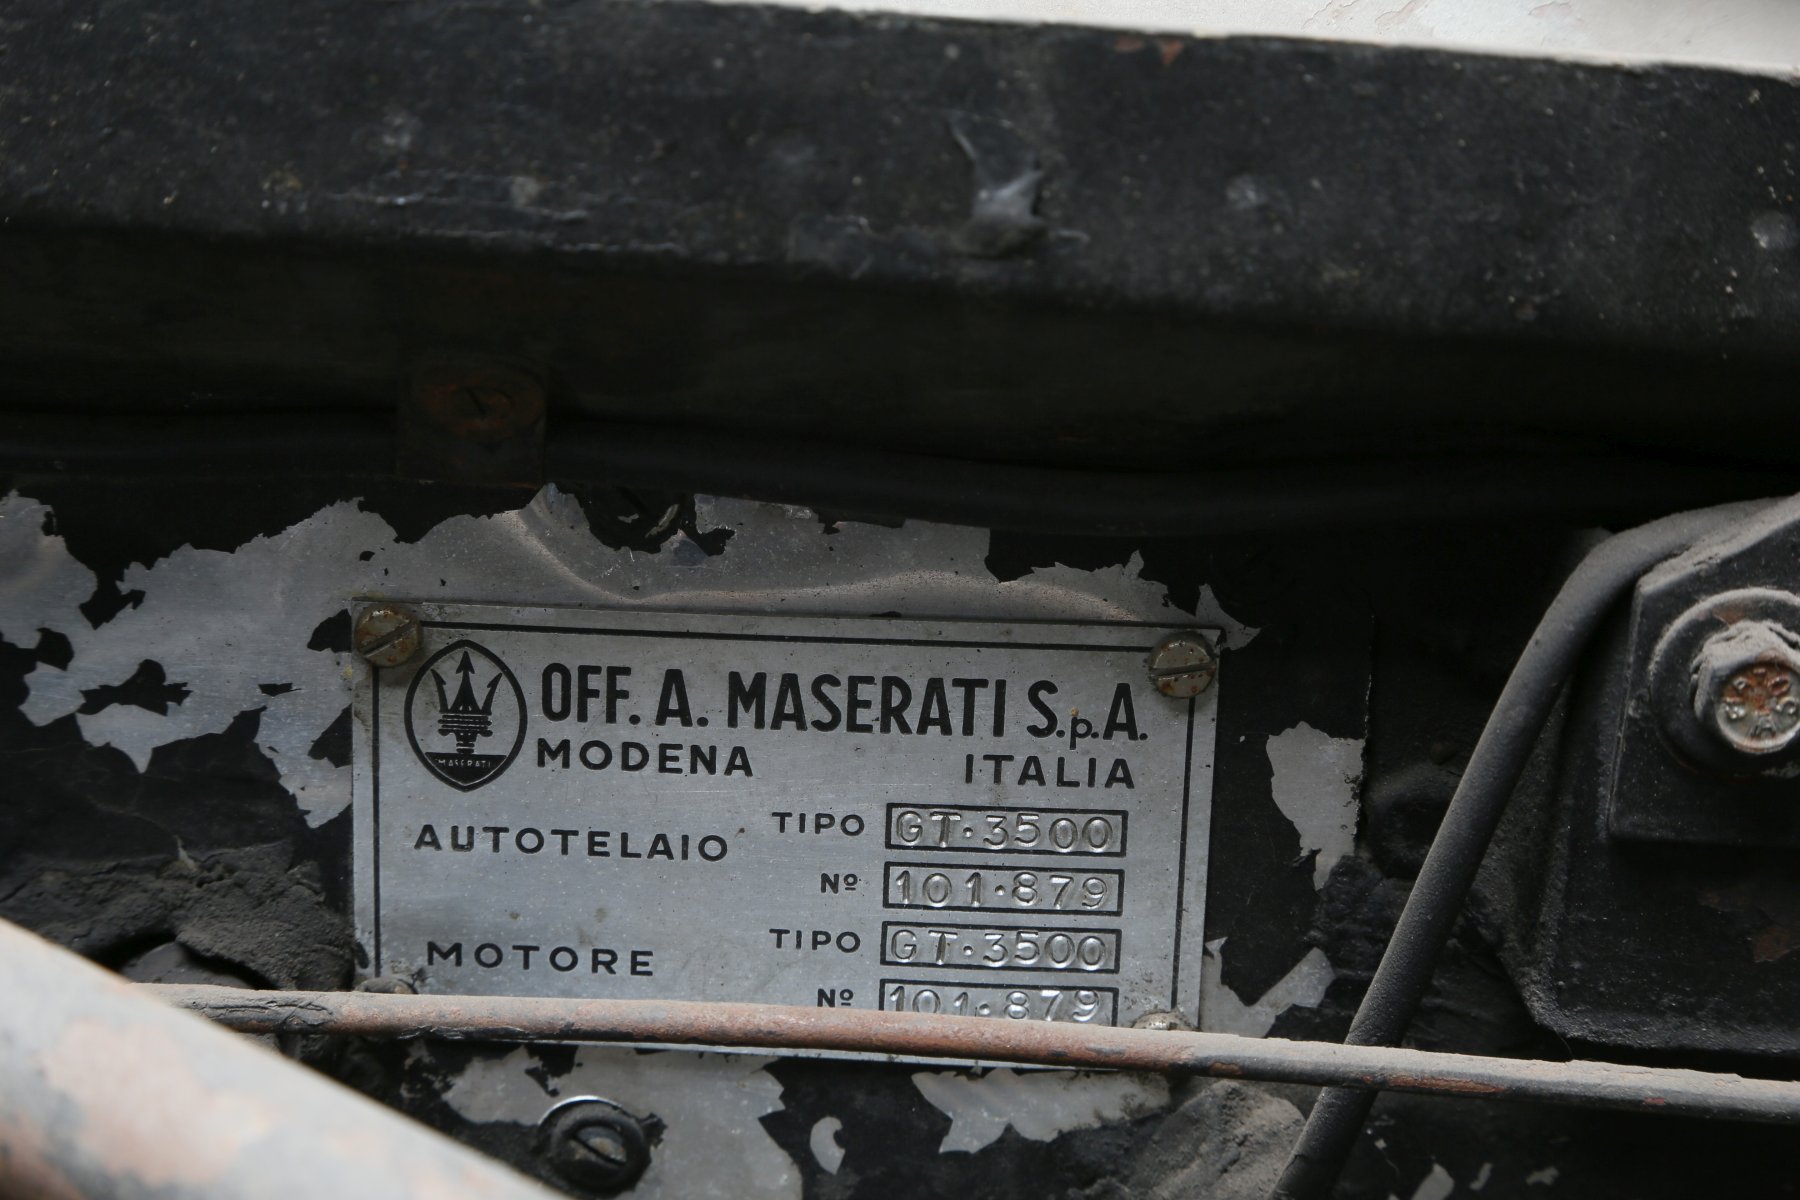 OFF. A. MASERATI S.p.A.
MODENA ITALIA
MASERATI
AUTOTELAIO TIPO GT·3500
Nº 101·879
MOTORE TIPO GT·3500
Nº 101·879